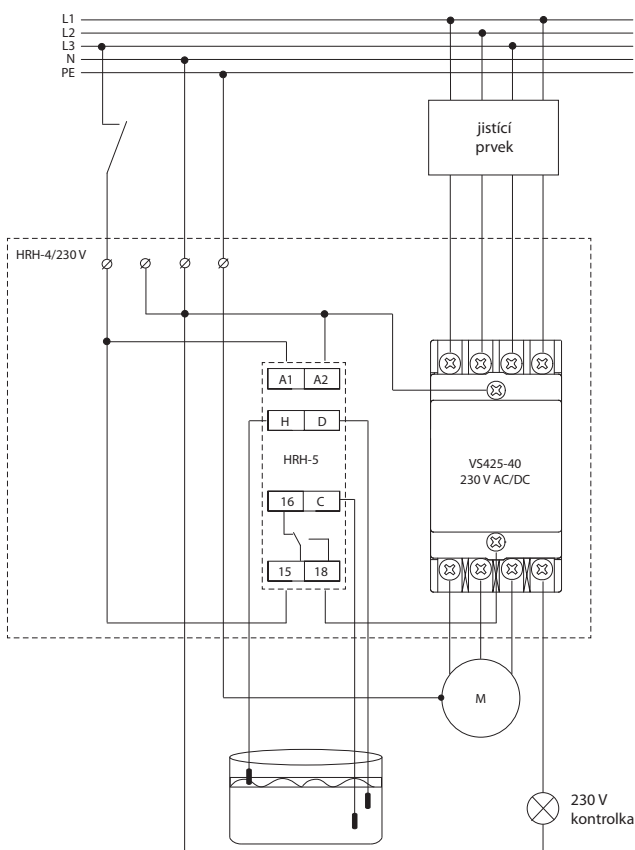 L1
L2
L3
N
PE
jistící
prvek
HRH-4/230 V
A1 A2
H D
HRH-5
16 C
15 18
VS425-40
230 V AC/DC
M
230 V
kontrolka